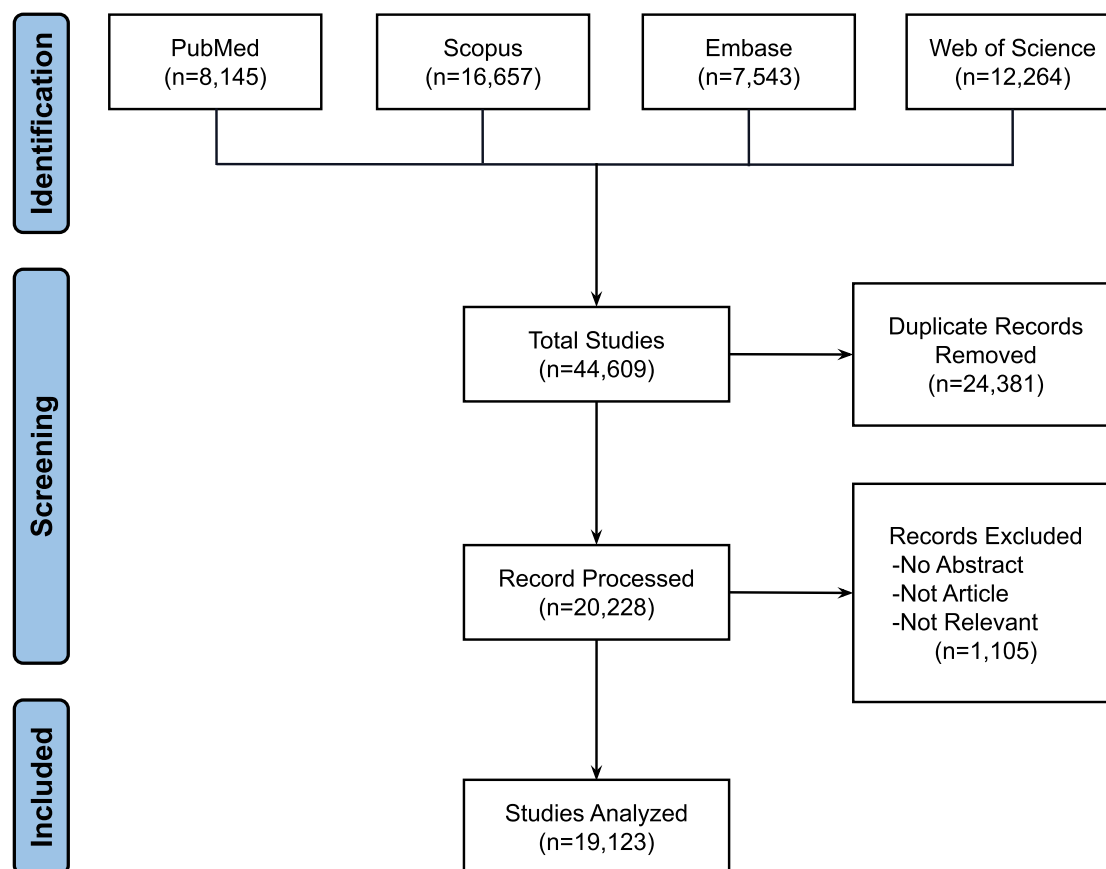 Identification
PubMed
(n=8,145)
Scopus
(n=16,657)
Embase
(n=7,543)
Web of Science
(n=12,264)
Screening
Total Studies
(n=44,609)
Duplicate Records
Removed
(n=24,381)
Record Processed
(n=20,228)
Records Excluded
-No Abstract
-Not Article
-Not Relevant
(n=1,105)
Included
Studies Analyzed
(n=19,123)